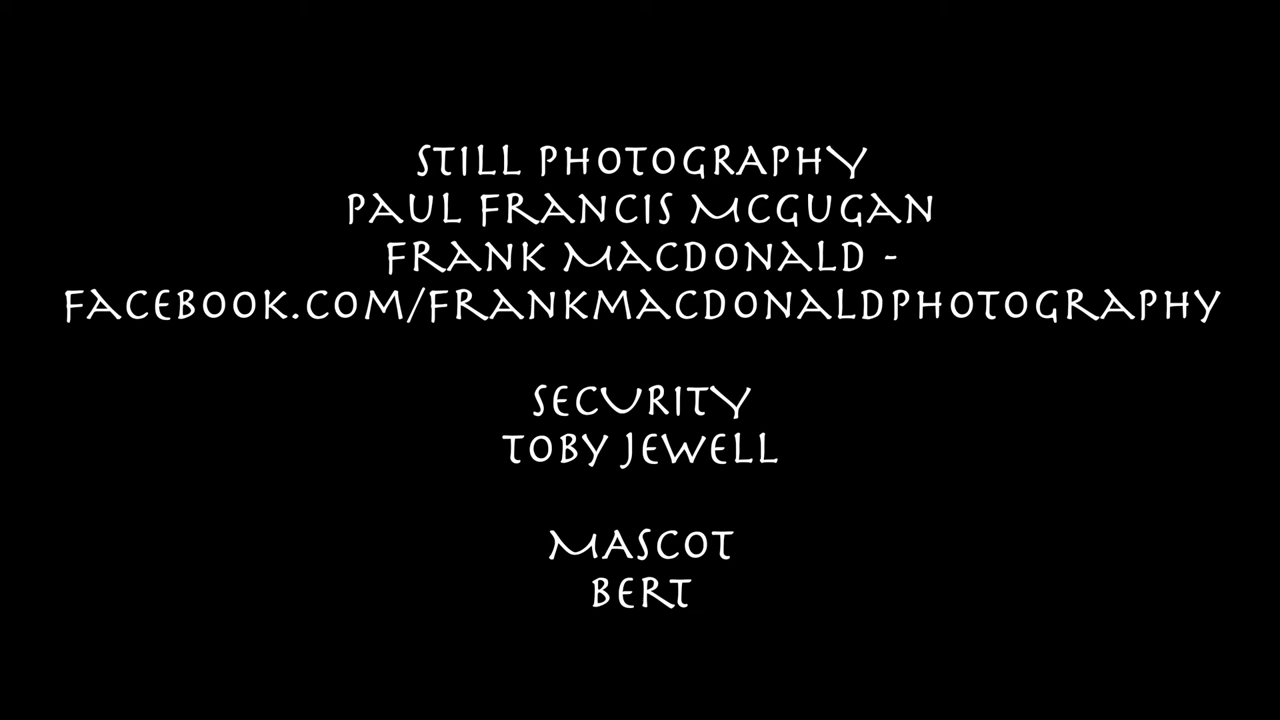 STILL PHOTOGRAPHY
PAUL FRANCIS MCGUGAN
FRANK MACDONALD -
FACEBOOK.COM/FRANKMACDONALDPHOTOGRAPHY
SECURITY
TOBY JEWELL
MASCOT
BERT